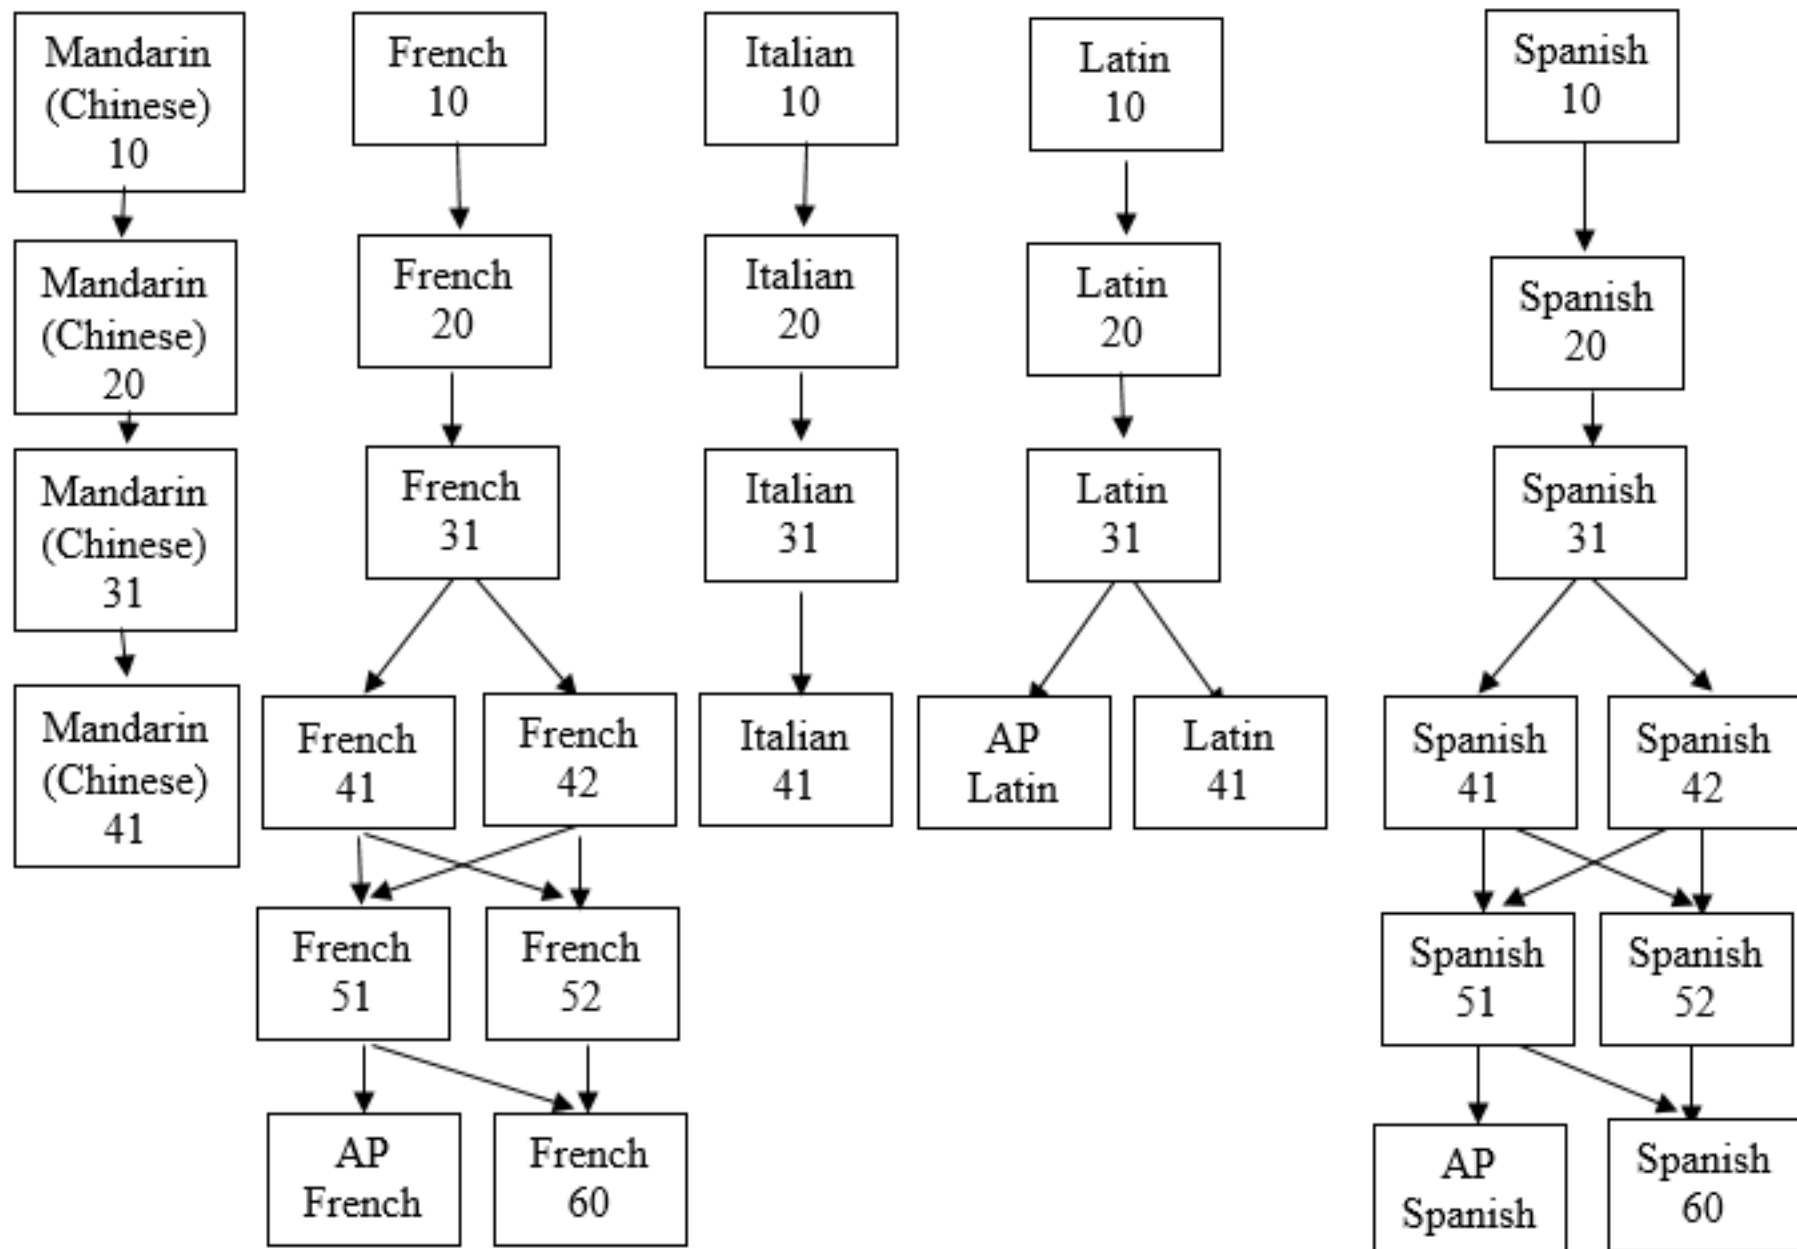 Mandarin
(Chinese)
10
French
10
Italian
10
Latin
10
Spanish
10
Mandarin
(Chinese)
20
French
20
Italian
20
Latin
20
Spanish
20
Mandarin
(Chinese)
31
French
31
Italian
31
Latin
31
Spanish
31
Mandarin
(Chinese)
41
French
41
French
42
Italian
41
AP
Latin
Latin
41
Spanish
41
Spanish
42
French
51
French
52
Spanish
51
Spanish
52
AP
French
French
60
AP
Spanish
Spanish
60